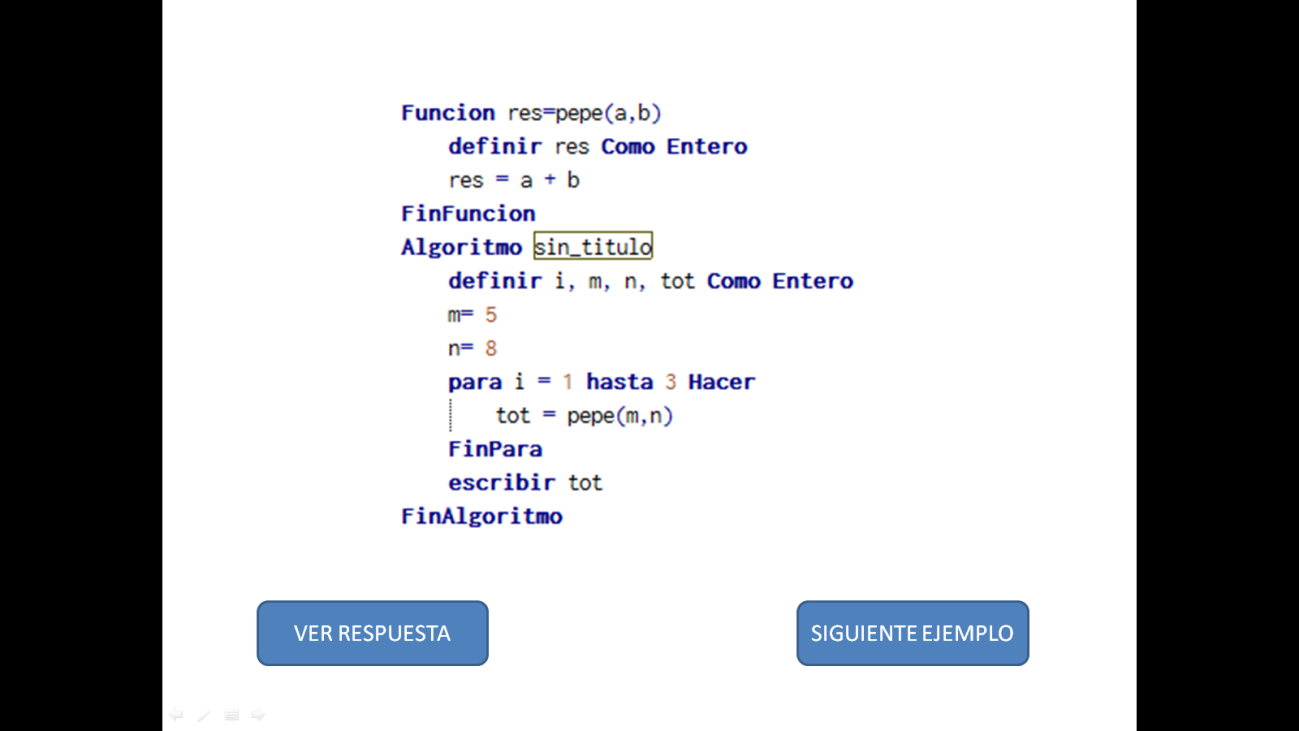 Funcion res=pepe(a,b)
definir res Como Entero
res = a + b
FinFuncion
Algoritmo sin_titulo
definir i, m, n, tot Como Entero
m= 5
n= 8
para i = 1 hasta 3 Hacer
tot = pepe(m,n)
FinPara
escribir tot
FinAlgoritmo
VER RESPUESTA
SIGUIENTE EJEMPLO